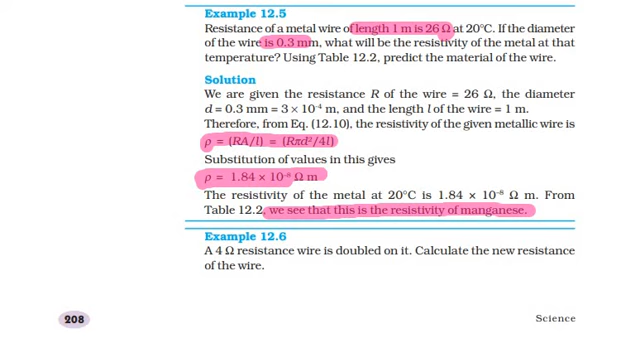 Example 12.5
Resistance of a metal wire of length 1 m is 26 Ω at 20°C. If the diameter
of the wire is 0.3 mm, what will be the resistivity of the metal at that
temperature? Using Table 12.2, predict the material of the wire.
Solution
We are given the resistance R of the wire = 26 Ω, the diameter
d = 0.3 mm = 3 × 10⁻⁴ m, and the length l of the wire = 1 m.
Therefore, from Eq. (12.10), the resistivity of the given metallic wire is
ρ = (RA/l) = (Rπd²/4l)
Substitution of values in this gives
ρ = 1.84 × 10⁻⁶ Ω m
The resistivity of the metal at 20°C is 1.84 × 10⁻⁶ Ω m. From
Table 12.2, we see that this is the resistivity of manganese.
Example 12.6
A 4 Ω resistance wire is doubled on it. Calculate the new resistance
of the wire.
208
Science